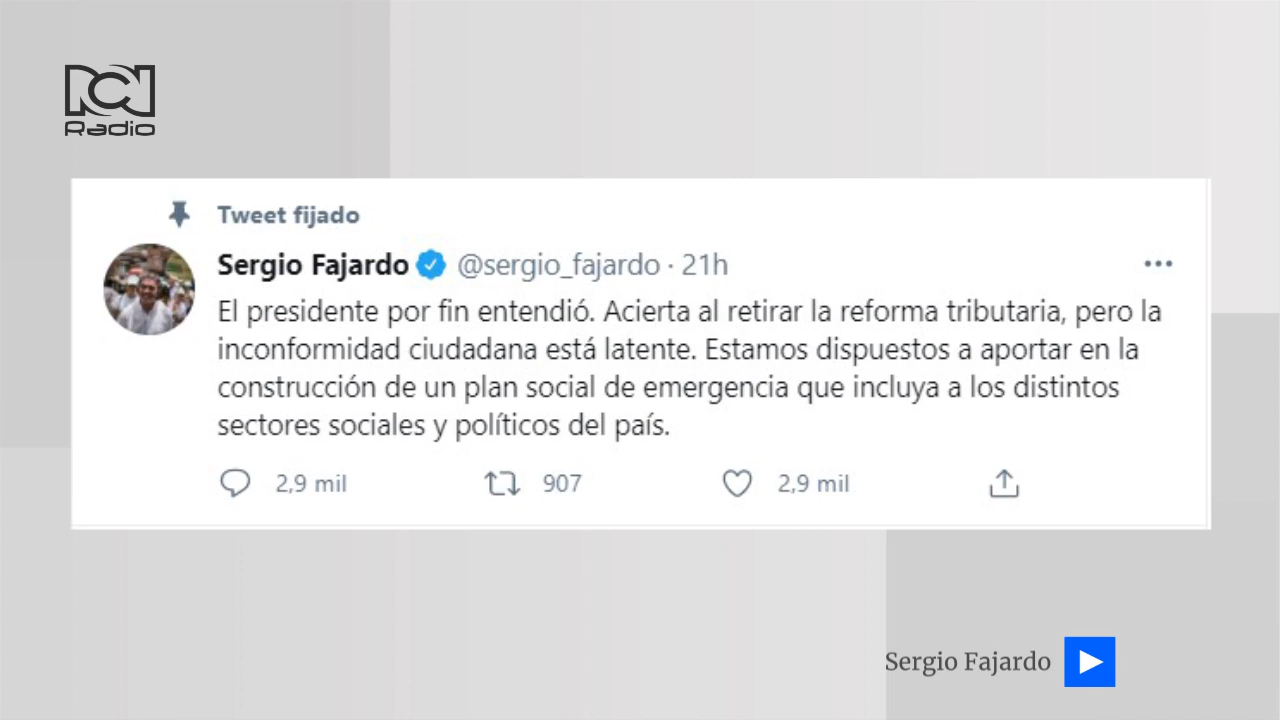 RCN
Radio
Tweet fijado
Sergio Fajardo @sergio_fajardo · 21h
El presidente por fin entendió. Acierta al retirar la reforma tributaria, pero la
inconformidad ciudadana está latente. Estamos dispuestos a aportar en la
construcción de un plan social de emergencia que incluya a los distintos
sectores sociales y políticos del país.
2,9 mil 907 2,9 mil
Sergio Fajardo